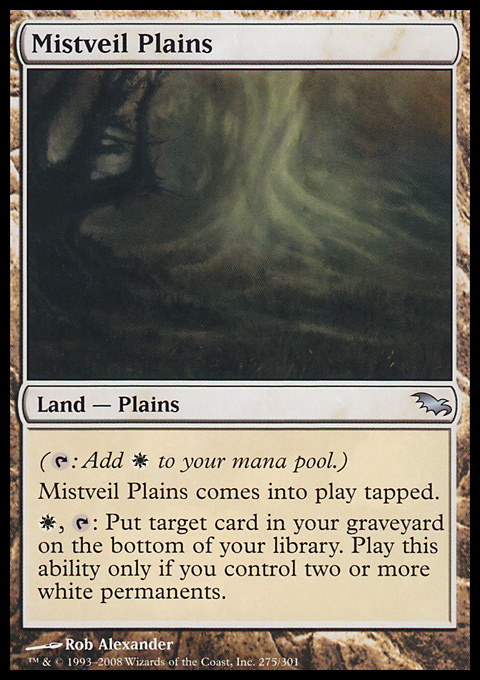 Mistveil Plains
Land — Plains
(: Add to your mana pool.)
Mistveil Plains comes into play tapped.
, : Put target card in your graveyard
on the bottom of your library. Play this
ability only if you control two or more
white permanents.
Rob Alexander
™ & © 1993–2008 Wizards of the Coast, Inc. 275/301